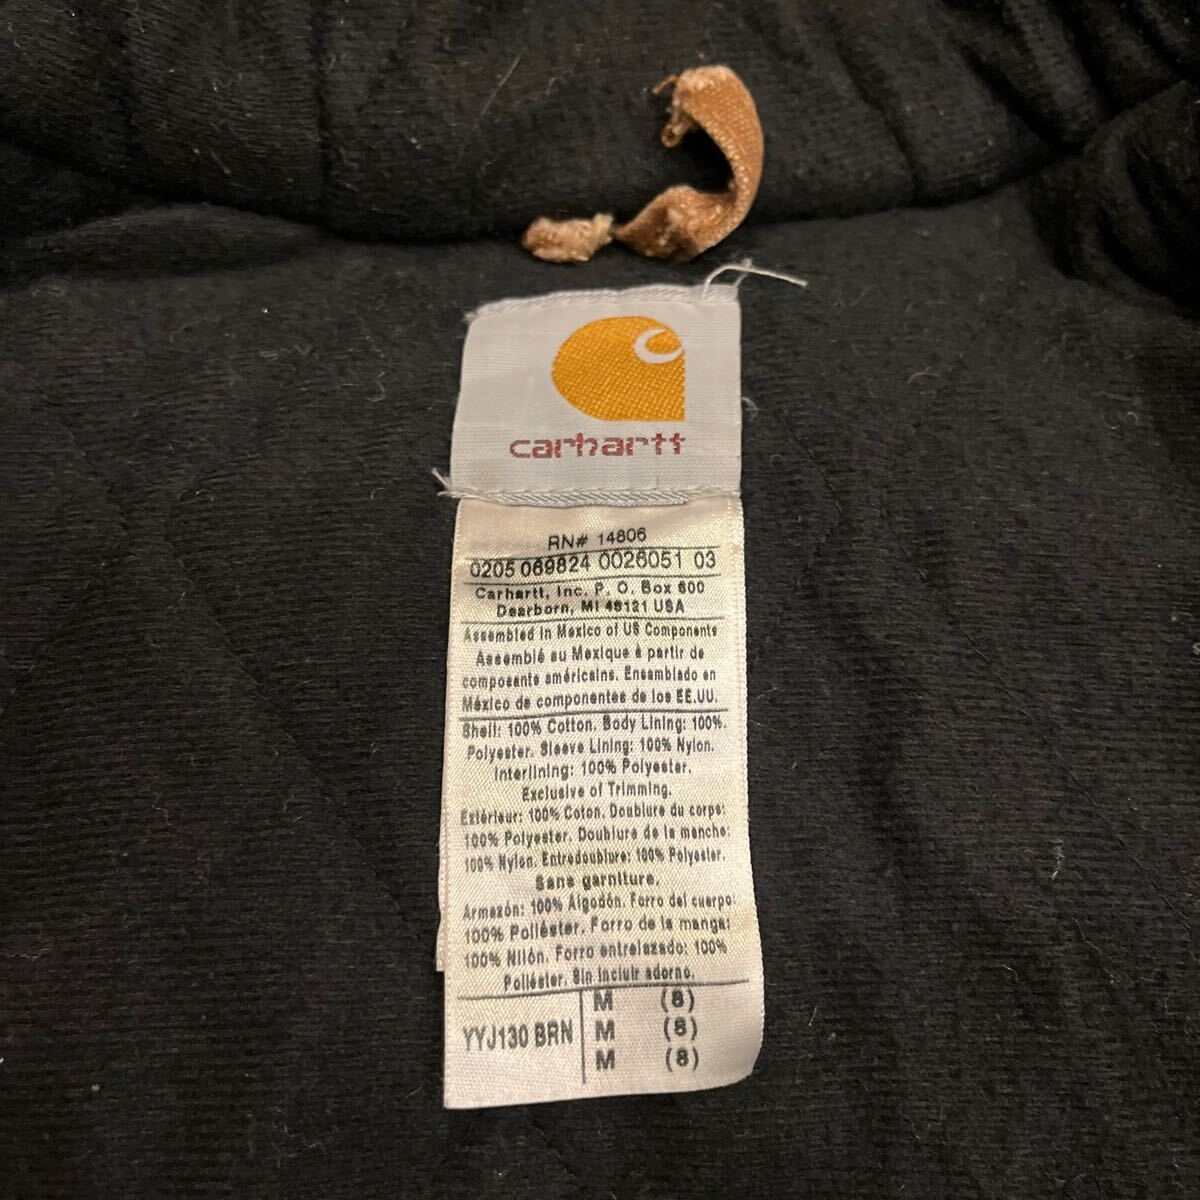 carhartt
RN# 14806
0205 069824 0026051 03
Carhartt, Inc. P. O. Box 600
Dearborn, MI 48121 USA
Assembled in Mexico of US Components
Assemblé au Mexique à partir de
composants américains. Ensamblado en
México de componentes de los EE.UU.
Shell: 100% Cotton. Body Lining: 100%
Polyester. Sleeve Lining: 100% Nylon.
Interlining: 100% Polyester.
Exclusive of Trimming.
Extérieur: 100% Coton. Doublure du corps:
100% Polyester. Doublure de la manche:
100% Nylon. Entredoublure: 100% Polyester.
Sans garniture.
Armazón: 100% Algodón. Forro del cuerpo:
100% Poliéster. Forro de la manga:
100% Nilón. Forro entrelazado: 100%
Poliéster. Sin incluir adorno.
M (8)
YYJ130 BRN M (8)
M (8)